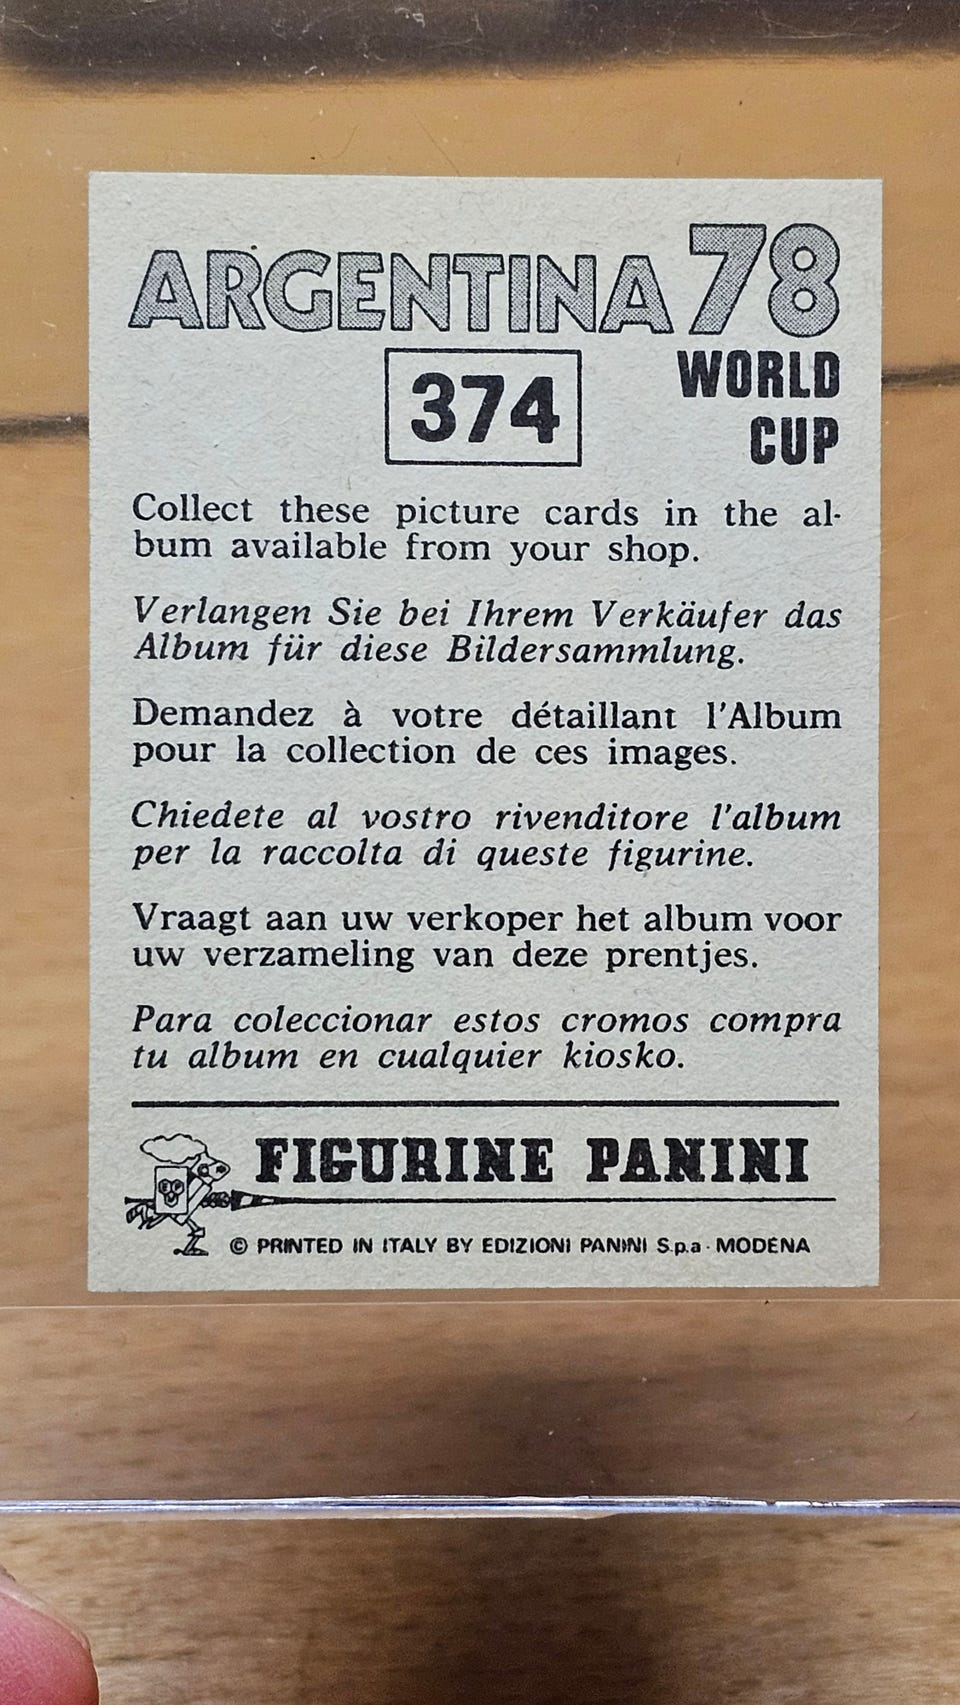 ARGENTINA 78
374
WORLD
CUP
Collect these picture cards in the al-
bum available from your shop.
Verlangen Sie bei Ihrem Verkäufer das
Album für diese Bildersammlung.
Demandez à votre détaillant l'Album
pour la collection de ces images.
Chiedete al vostro rivenditore l'album
per la raccolta di queste figurine.
Vraagt aan uw verkoper het album voor
uw verzameling van deze prentjes.
Para coleccionar estos cromos compra
tu album en cualquier kiosko.
FIGURINE PANINI
© PRINTED IN ITALY BY EDIZIONI PANINI S.p.a - MODENA